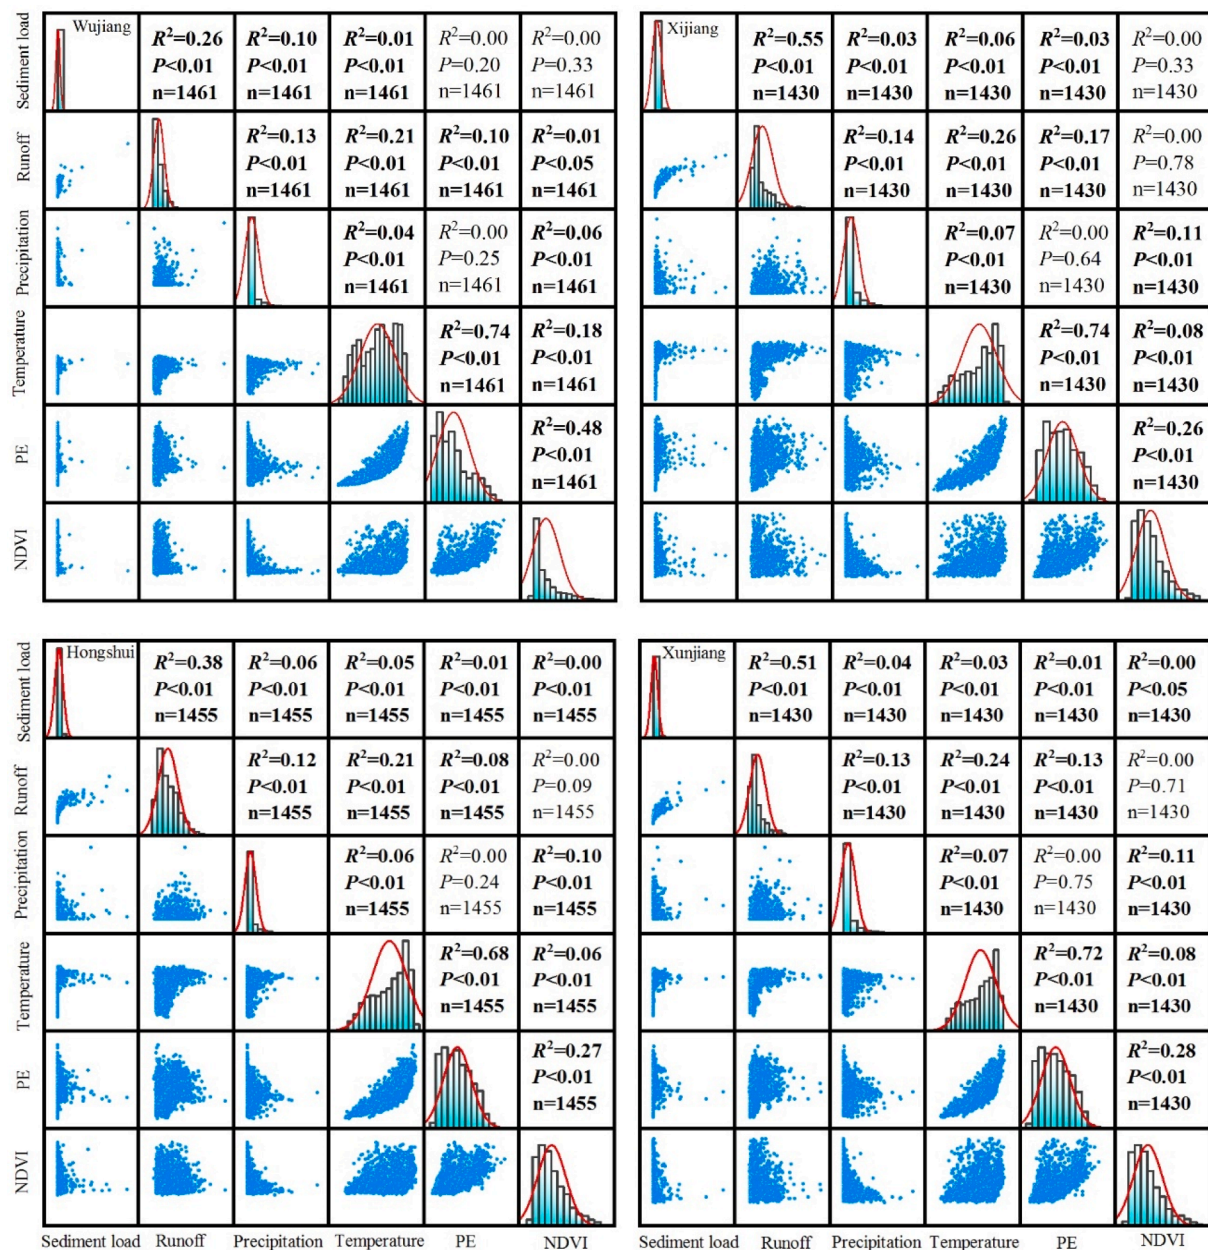 Wujiang
Sediment load
R²=0.26 R²=0.10 R²=0.01 R²=0.00 R²=0.00
P<0.01 P<0.01 P<0.01 P=0.20 P=0.33
n=1461 n=1461 n=1461 n=1461 n=1461
Runoff
R²=0.13 R²=0.21 R²=0.10 R²=0.01
P<0.01 P<0.01 P<0.01 P<0.05
n=1461 n=1461 n=1461 n=1461
Precipitation
R²=0.04 R²=0.00 R²=0.06
P<0.01 P=0.25 P<0.01
n=1461 n=1461 n=1461
Temperature
R²=0.74 R²=0.18
P<0.01 P<0.01
n=1461 n=1461
PE
R²=0.48
P<0.01
n=1461
NDVI
Xijiang
R²=0.55 R²=0.03 R²=0.06 R²=0.03 R²=0.00
P<0.01 P<0.01 P<0.01 P<0.01 P=0.33
n=1430 n=1430 n=1430 n=1430 n=1430
R²=0.14 R²=0.26 R²=0.17 R²=0.00
P<0.01 P<0.01 P<0.01 P=0.78
n=1430 n=1430 n=1430 n=1430
R²=0.07 R²=0.00 R²=0.11
P<0.01 P=0.64 P<0.01
n=1430 n=1430 n=1430
R²=0.74 R²=0.08
P<0.01 P<0.01
n=1430 n=1430
R²=0.26
P<0.01
n=1430
Hongshui
Sediment load
R²=0.38 R²=0.06 R²=0.05 R²=0.01 R²=0.00
P<0.01 P<0.01 P<0.01 P<0.01 P<0.01
n=1455 n=1455 n=1455 n=1455 n=1455
Runoff
R²=0.12 R²=0.21 R²=0.08 R²=0.00
P<0.01 P<0.01 P<0.01 P=0.09
n=1455 n=1455 n=1455 n=1455
Precipitation
R²=0.06 R²=0.00 R²=0.10
P<0.01 P=0.24 P<0.01
n=1455 n=1455 n=1455
Temperature
R²=0.68 R²=0.06
P<0.01 P<0.01
n=1455 n=1455
PE
R²=0.27
P<0.01
n=1455
NDVI
Sediment load Runoff Precipitation Temperature PE NDVI
Xunjiang
R²=0.51 R²=0.04 R²=0.03 R²=0.01 R²=0.00
P<0.01 P<0.01 P<0.01 P<0.01 P<0.05
n=1430 n=1430 n=1430 n=1430 n=1430
R²=0.13 R²=0.24 R²=0.13 R²=0.00
P<0.01 P<0.01 P<0.01 P=0.71
n=1430 n=1430 n=1430 n=1430
R²=0.07 R²=0.00 R²=0.11
P<0.01 P=0.75 P<0.01
n=1430 n=1430 n=1430
R²=0.72 R²=0.08
P<0.01 P<0.01
n=1430 n=1430
R²=0.28
P<0.01
n=1430
Sediment load Runoff Precipitation Temperature PE NDVI